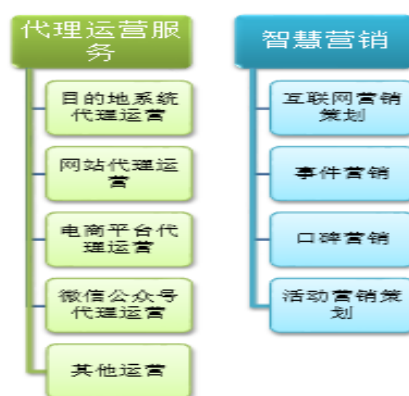 代理运营服
务
目的地系统
代理运营
网站代理运
营
电商平台代
理运营
微信公众号
代理运营
其他运营
智慧营销
互联网营销
策划
事件营销
口碑营销
活动营销策
划